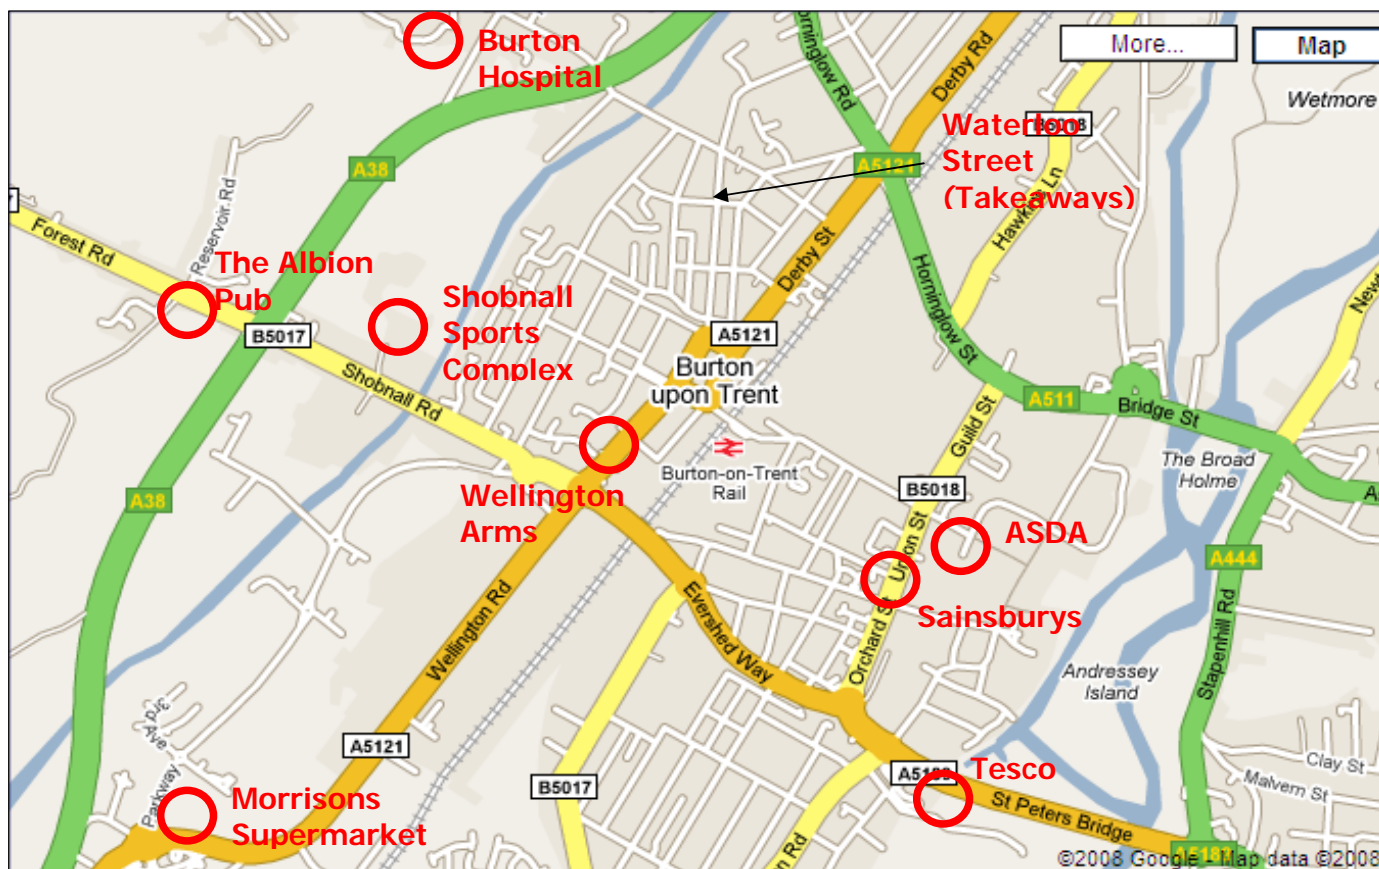 Burton
Hospital
More...
Map
Wetmore
Horninglow Rd
Derby Rd
B5018
Waterloo
Street
(Takeaways)
A38
A5121
Hawkins Ln
Reservoir Rd
Forest Rd
The Albion
Pub
Shobnall
Sports
Complex
Derby St
Horninglow St
B5017
A5121
Burton
upon Trent
Shobnall Rd
A511
Bridge St
Guild St
The Broad
Holme
Burton-on-Trent
Rail
A38
Wellington
Arms
B5018
Union St
ASDA
A444
Sainsburys
Wellington Rd
Evershed Way
Orchard St
Stapenhill Rd
Andressey
Island
3rd Ave
Parkway
A5121
B5017
Tesco
Clay St
Malvern St
Morrisons
Supermarket
St Peters Bridge
©2008 Google - Map data ©2008